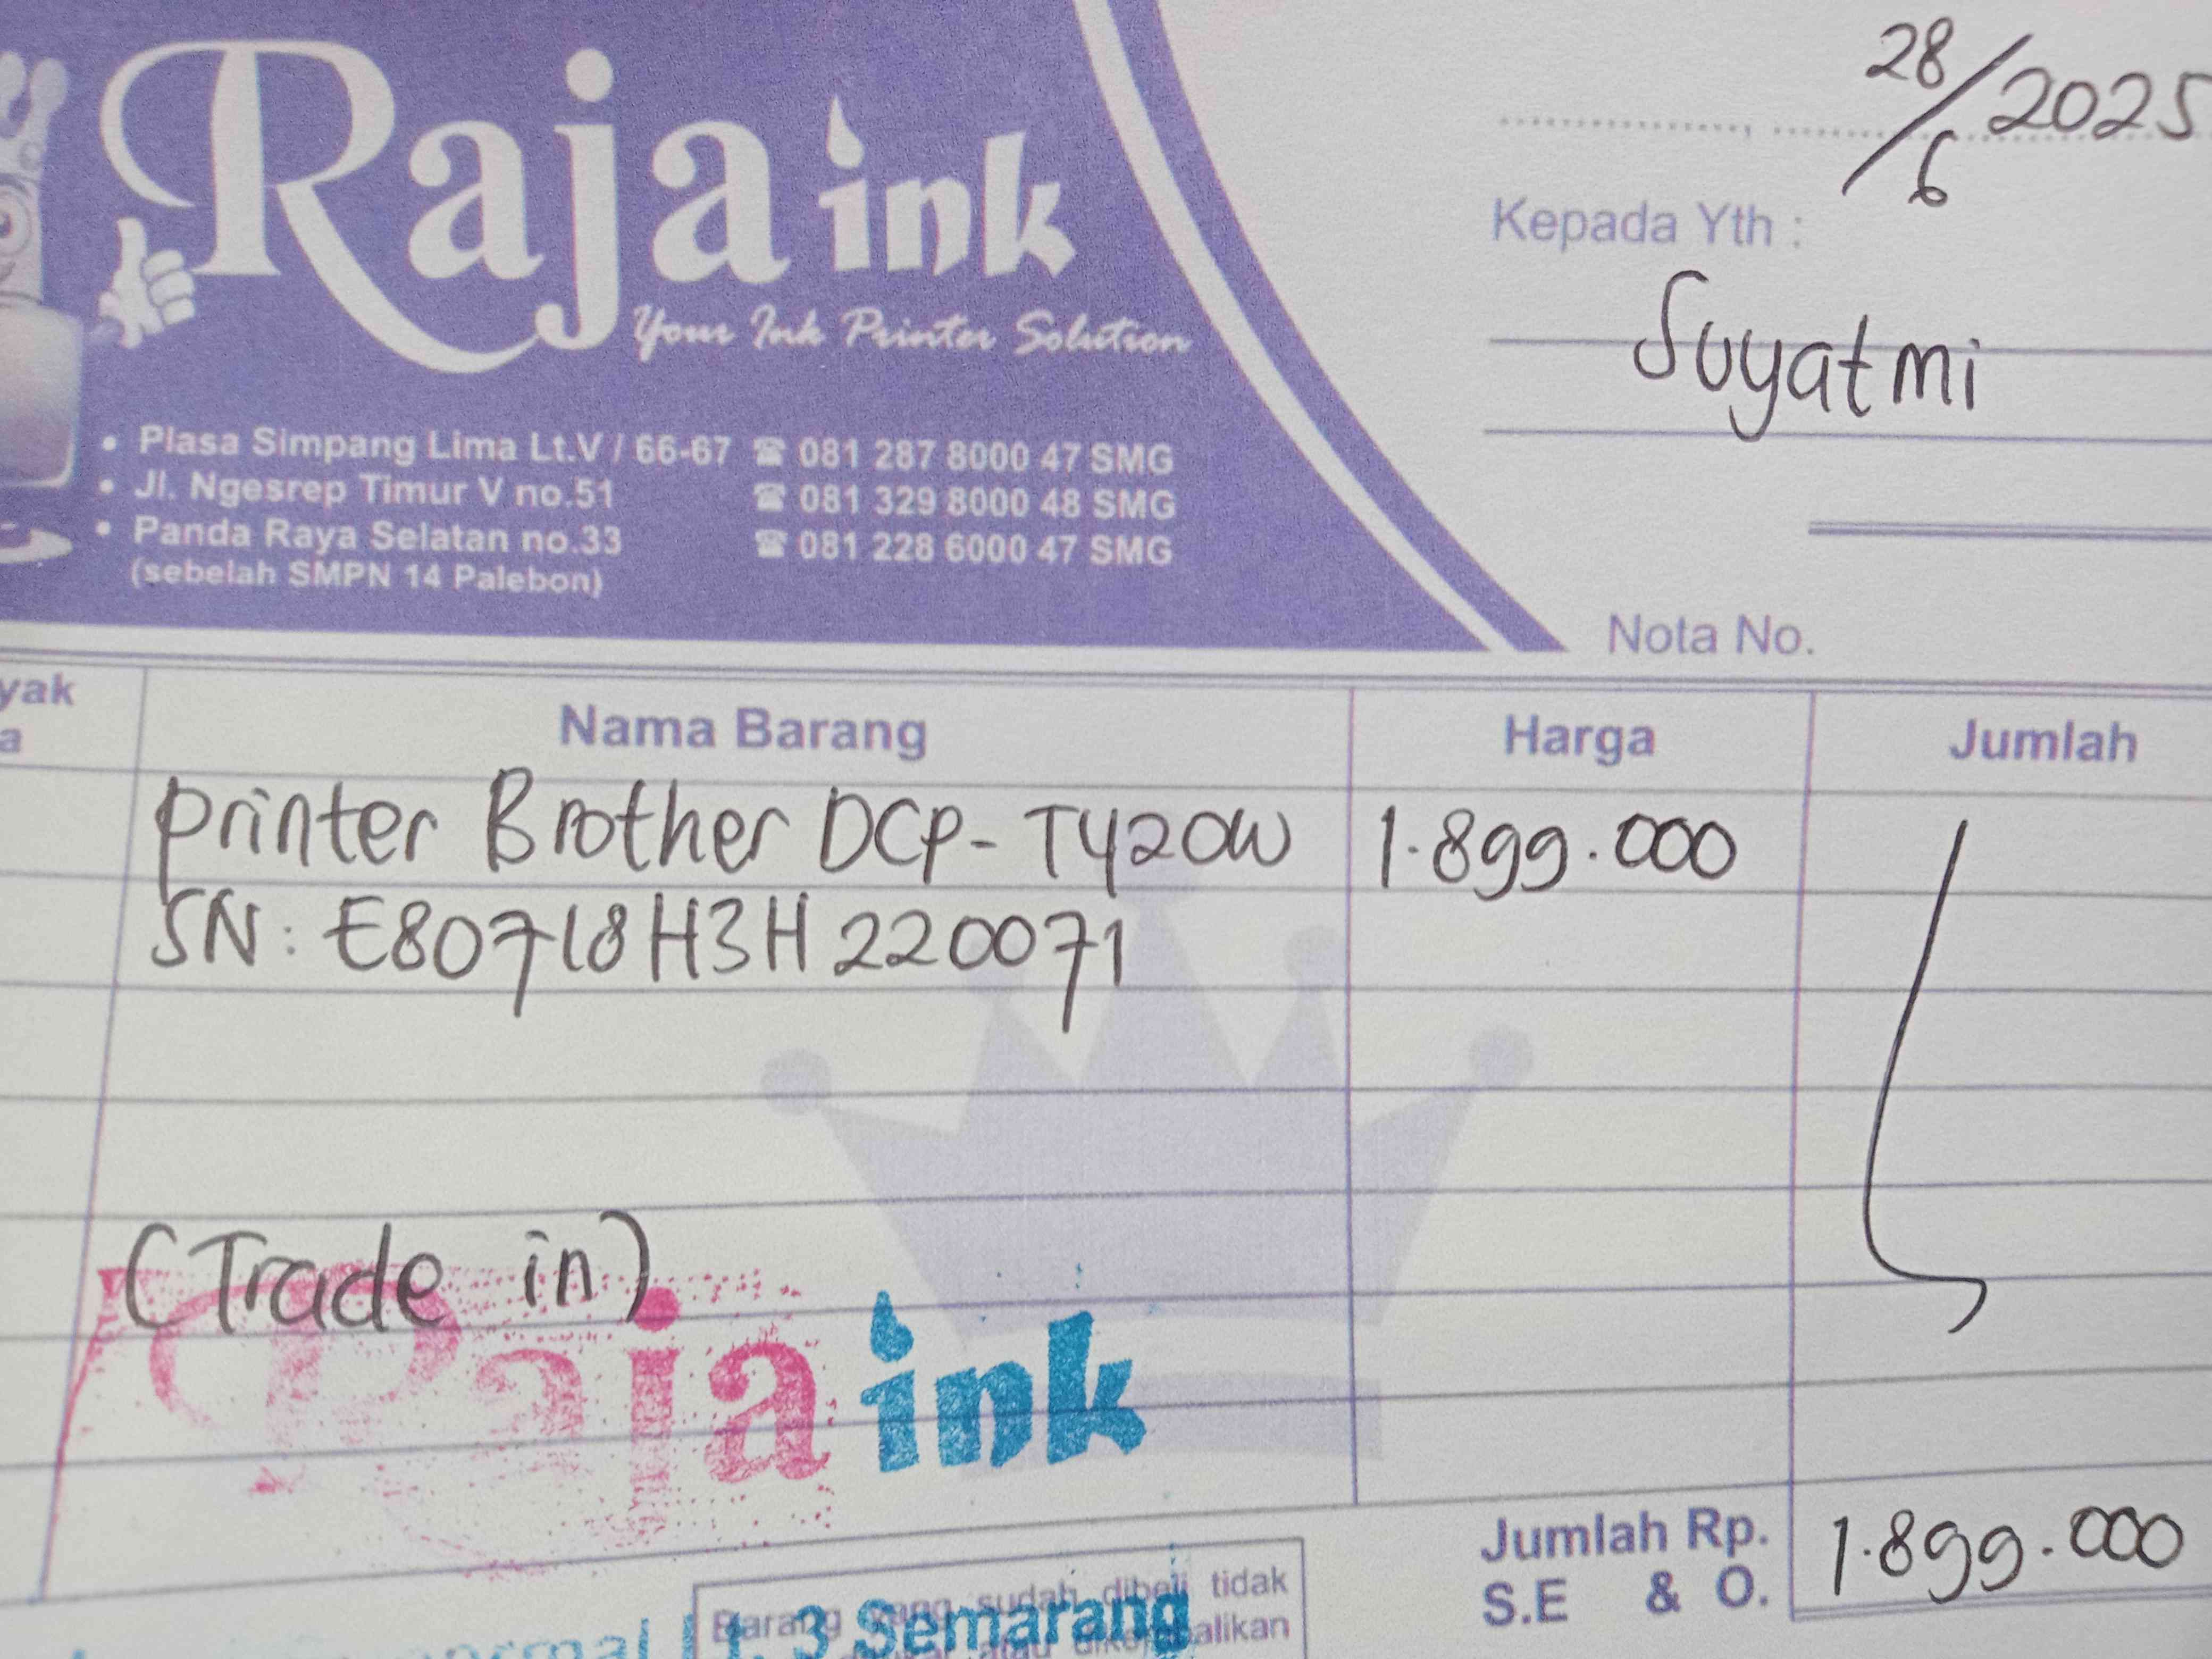 Raja ink
Your Ink Printer Solution
• Plasa Simpang Lima Lt.V / 66-67 ☎ 081 287 8000 47 SMG
• Jl. Ngesrep Timur V no.51 ☎ 081 329 8000 48 SMG
• Panda Raya Selatan no.33 ☎ 081 228 6000 47 SMG
(sebelah SMPN 14 Palebon)
28/6/2025
Kepada Yth :
Suyatmi
Nota No.
yak
a
Nama Barang Harga Jumlah
Printer Brother DCP-T420W 1.899.000
SN: E80718H3H220071
(Trade in)
Raja ink
Jumlah Rp. 1.899.000
S.E & O.
Barang yang sudah dibeli tidak
Lt. 3 Semarang